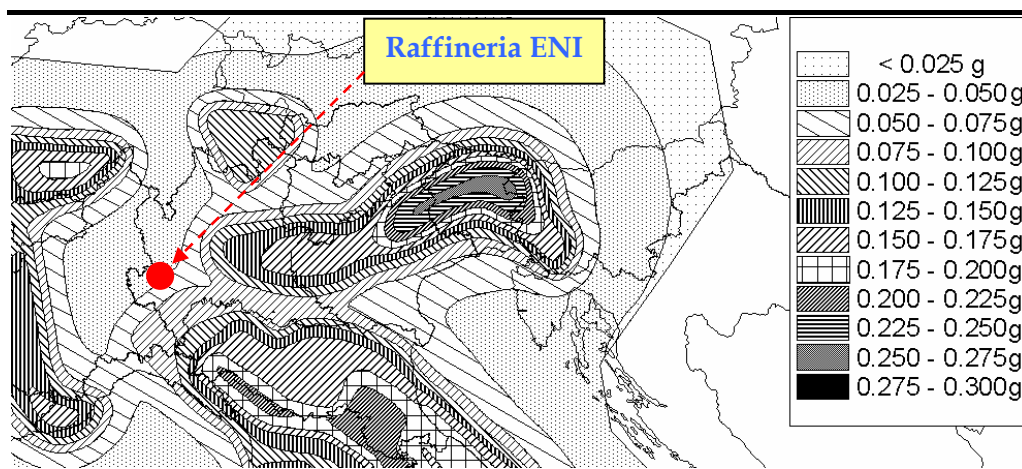 Raffineria ENI
< 0.025 g
0.025 - 0.050g
0.050 - 0.075g
0.075 - 0.100g
0.100 - 0.125g
0.125 - 0.150g
0.150 - 0.175g
0.175 - 0.200g
0.200 - 0.225g
0.225 - 0.250g
0.250 - 0.275g
0.275 - 0.300g